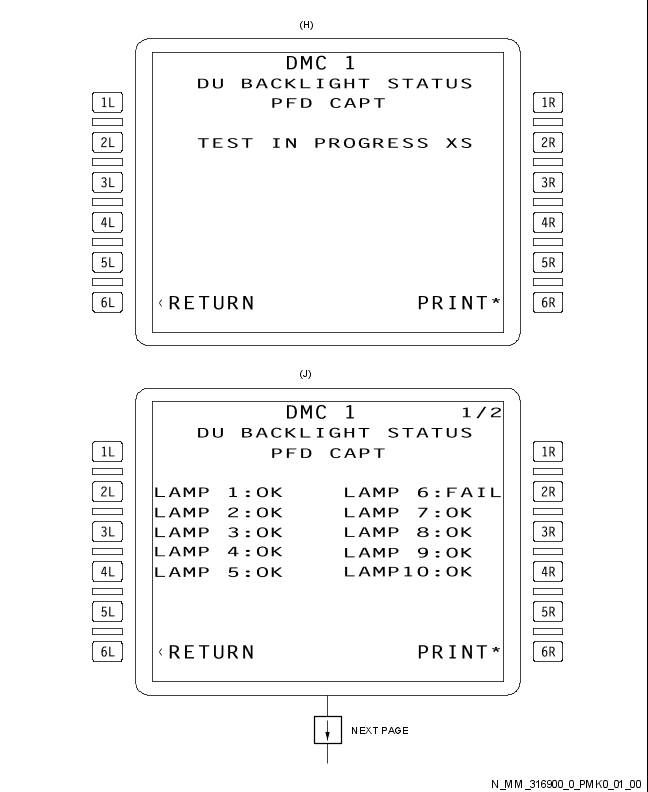 (H)
DMC 1
DU BACKLIGHT STATUS
1L PFD CAPT 1R
2L TEST IN PROGRESS XS 2R
3L 3R
4L 4R
5L 5R
6L <RETURN PRINT* 6R
(J)
DMC 1 1/2
DU BACKLIGHT STATUS
1L PFD CAPT 1R
2L LAMP 1:OK LAMP 6:FAIL 2R
LAMP 2:OK LAMP 7:OK
3L LAMP 3:OK LAMP 8:OK 3R
LAMP 4:OK LAMP 9:OK
4L LAMP 5:OK LAMP10:OK 4R
5L 5R
6L <RETURN PRINT* 6R
NEXT PAGE
N_MM_316900_0_PMK0_01_00